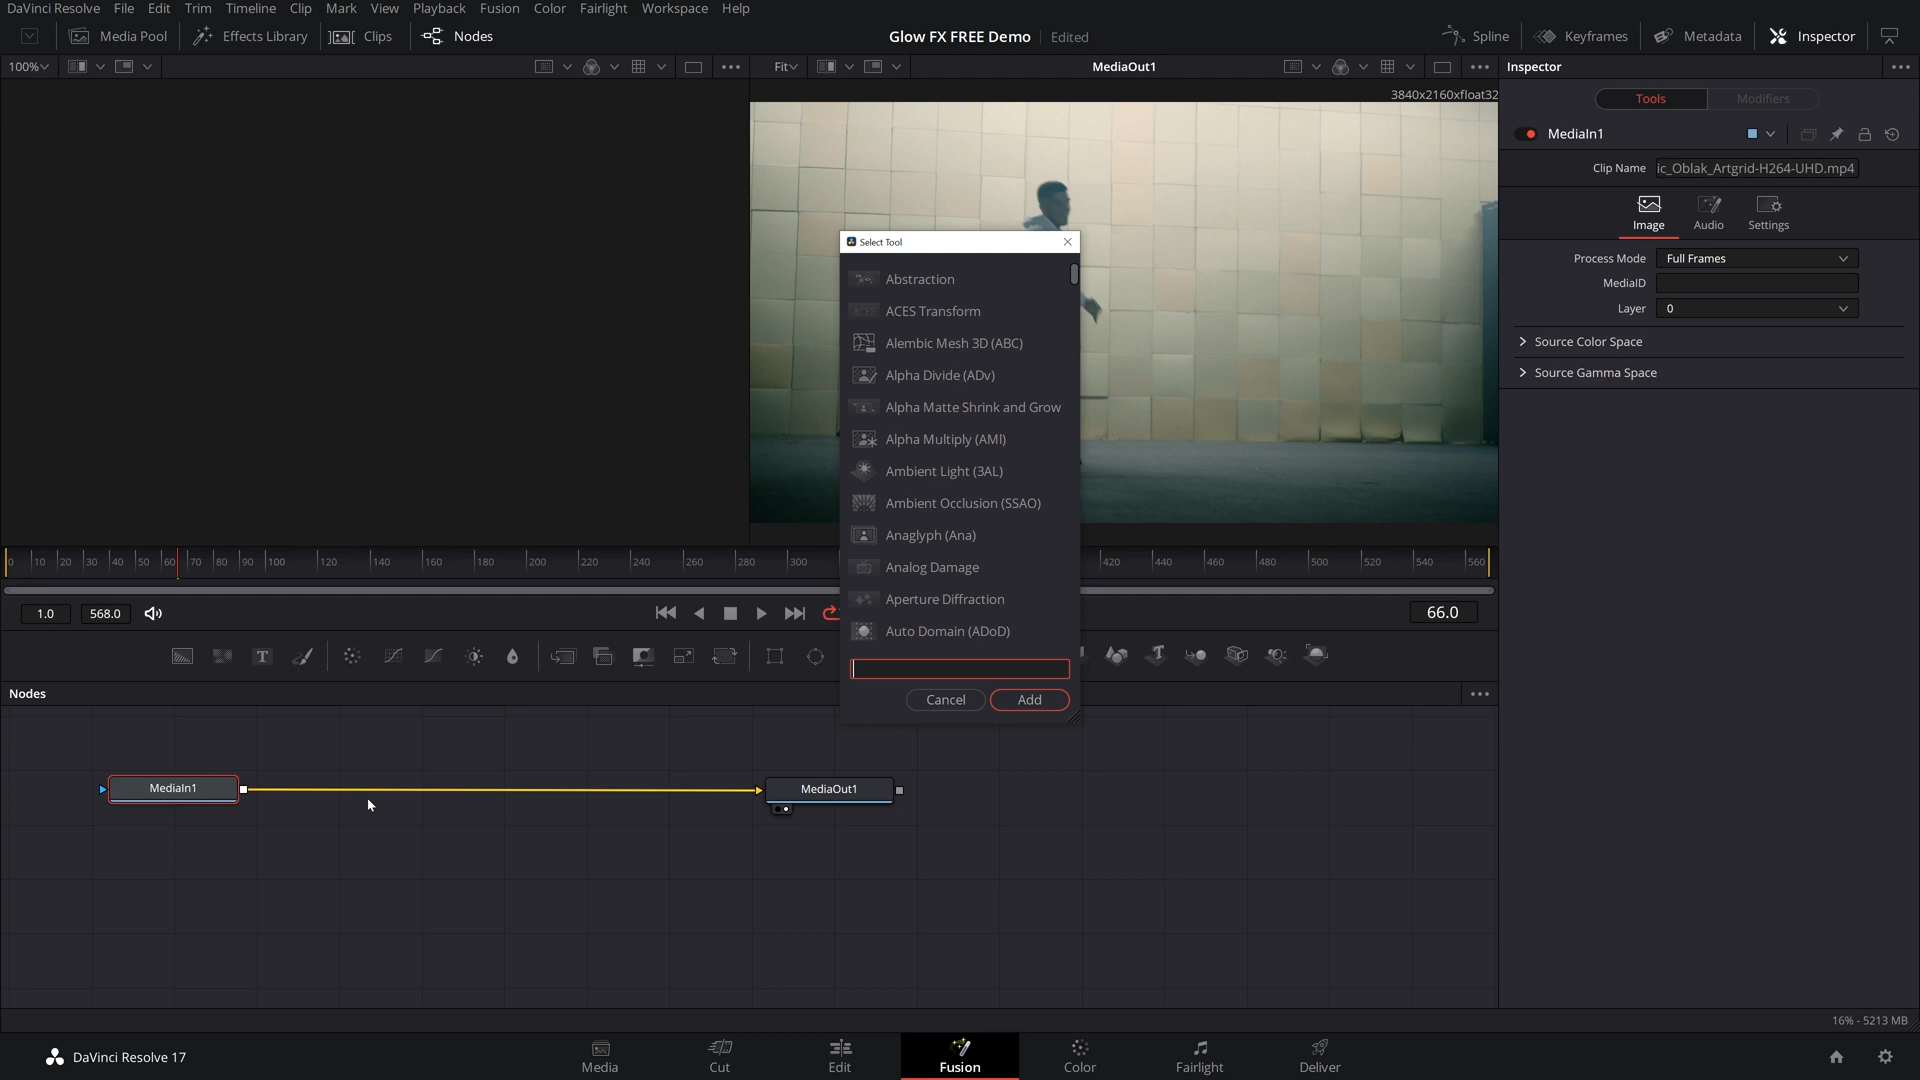 DaVinci Resolve File Edit Trim Timeline Clip Mark View Playback Fusion Color Fairlight Workspace Help
Media Pool Effects Library Clips Nodes Glow FX FREE Demo Edited Spline Keyframes Metadata Inspector
100% Fit MediaOut1 Inspector
3840x2160xfloat32
Tools Modifiers
MediaIn1
Clip Name ic_Oblak_Artgrid-H264-UHD.mp4
Image Audio Settings
Process Mode Full Frames
MediaID
Layer 0
Source Color Space
Source Gamma Space
Select Tool
Abstraction
ACES Transform
Alembic Mesh 3D (ABC)
Alpha Divide (ADv)
Alpha Matte Shrink and Grow
Alpha Multiply (AMl)
Ambient Light (3AL)
Ambient Occlusion (SSAO)
Anaglyph (Ana)
Analog Damage
Aperture Diffraction
Auto Domain (ADoD)
Cancel Add
0 10 20 30 40 50 60 70 80 90 100 120 140 160 180 200 220 240 260 280 300 420 440 460 480 500 520 540 560
1.0 568.0 66.0
Nodes
MediaIn1 MediaOut1
16% - 5213 MB
DaVinci Resolve 17 Media Cut Edit Fusion Color Fairlight Deliver